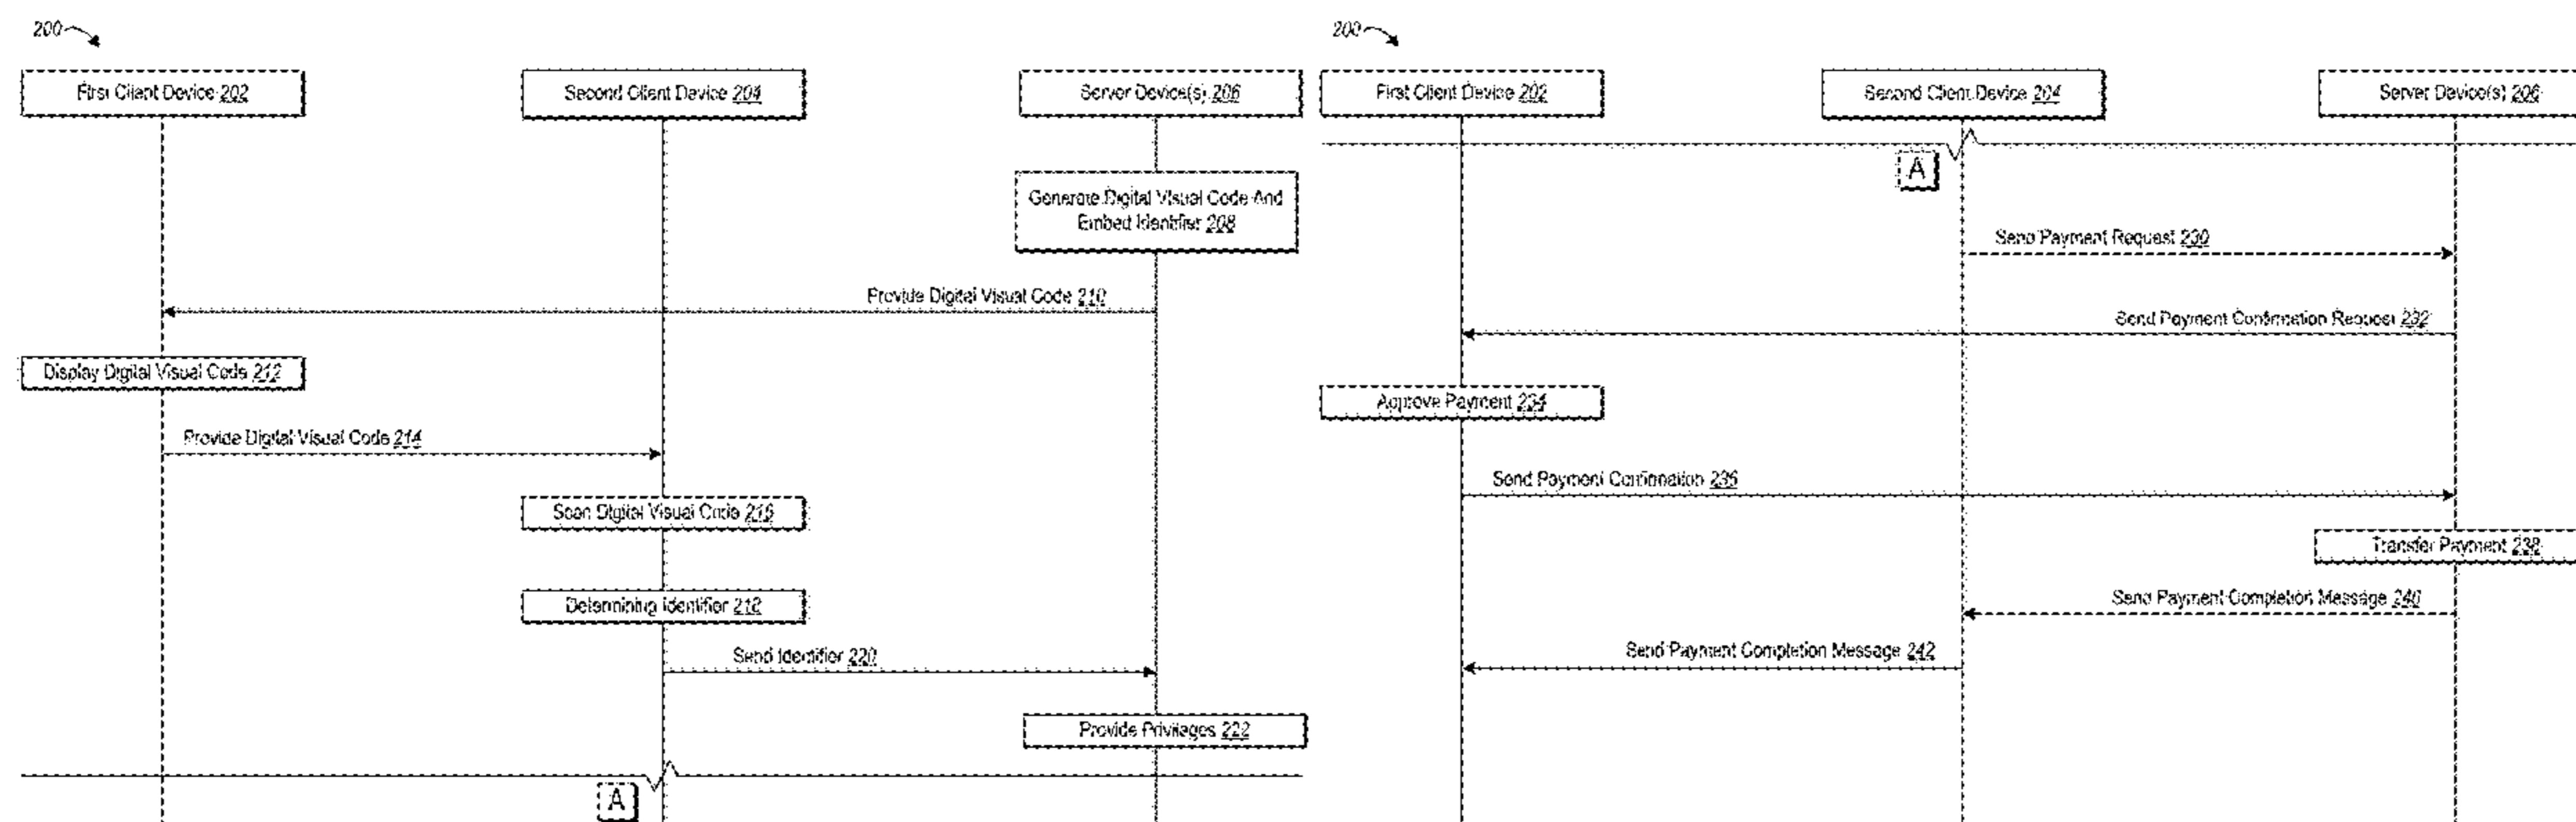 200
First Client Device 202
Second Client Device 204
Server Device(s) 206
Generate Digital Visual Code And
Embed Identifier 208
Provide Digital Visual Code 210
Display Digital Visual Code 212
Provide Digital Visual Code 214
Scan Digital Visual Code 216
Determining Identifier 218
Send Identifier 220
Provide Privilages 222
A
200
First Client Device 202
Second Client Device 204
Server Device(s) 206
A
Send Payment Request 230
Send Payment Confirmation Request 232
Approve Payment 234
Send Payment Confirmation 236
Transfer Payment 238
Send Payment Completion Message 240
Send Payment Completion Message 242